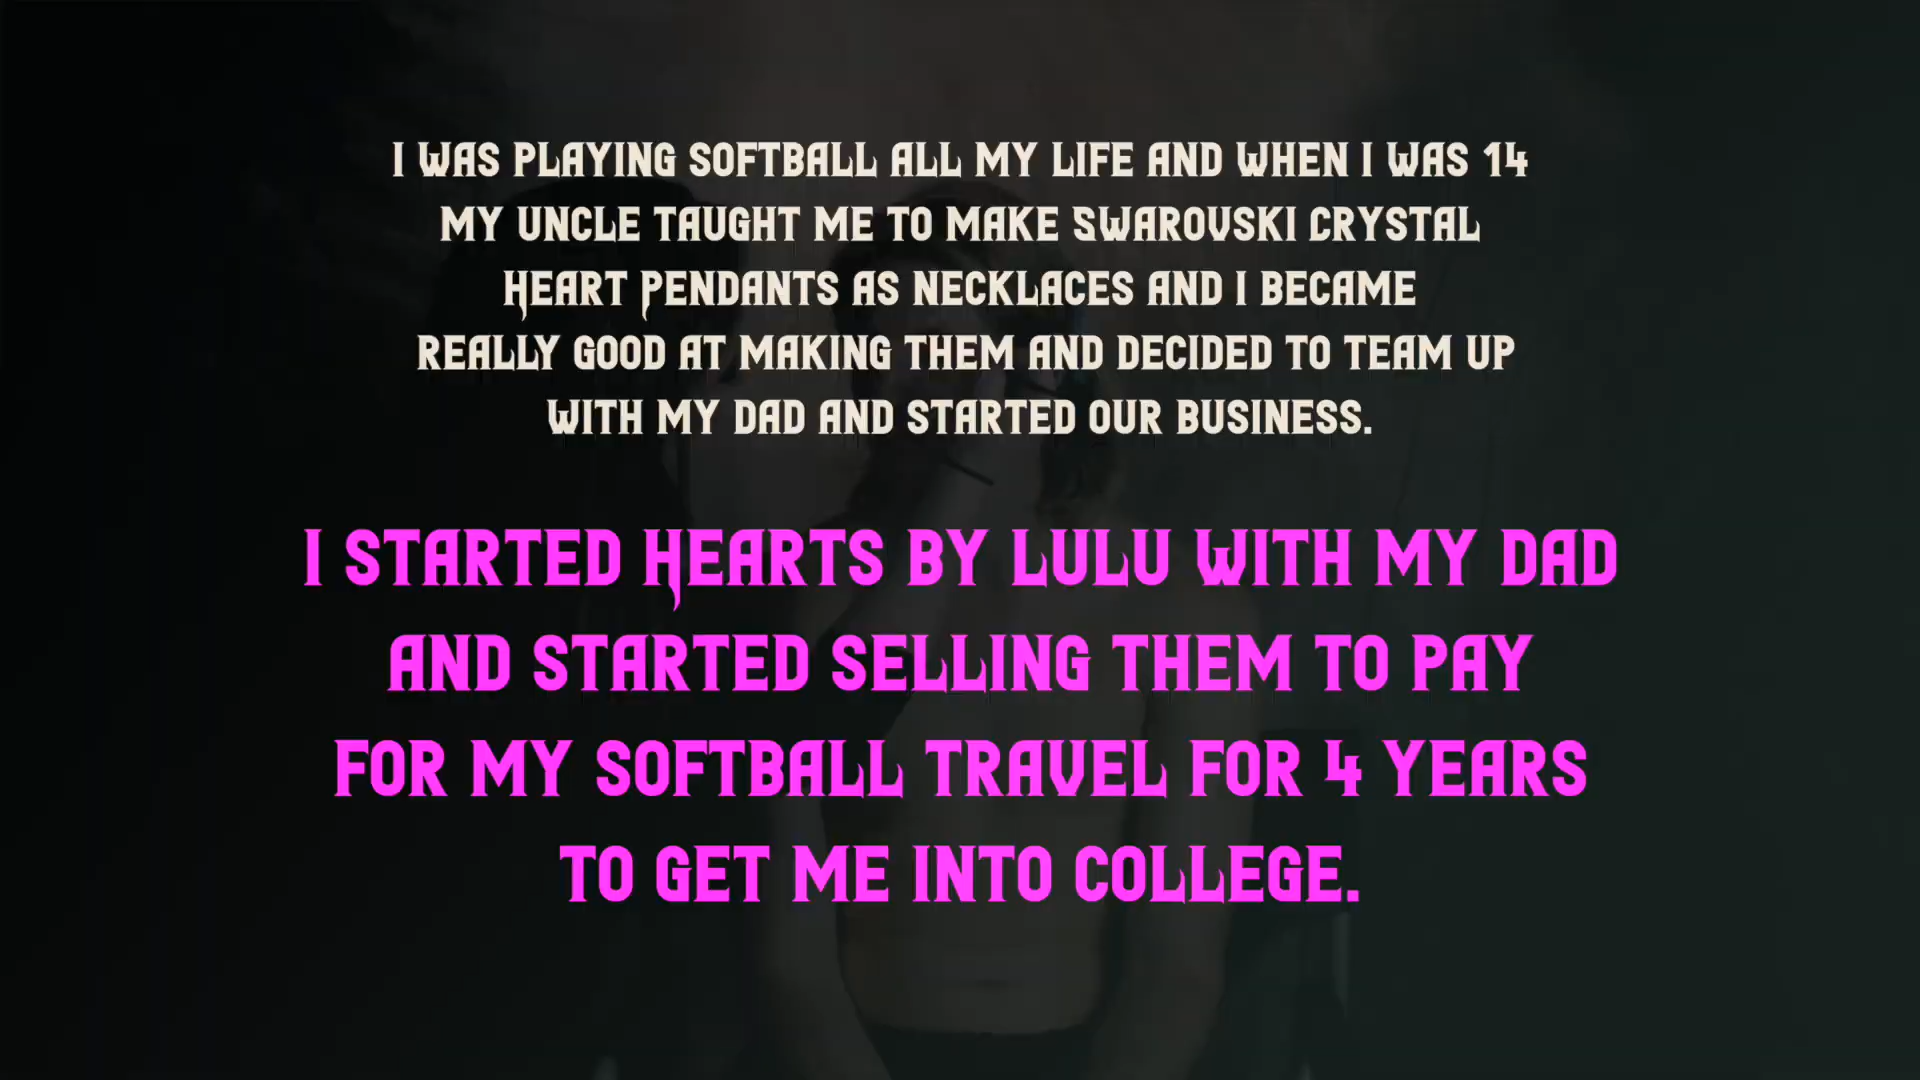 I WAS PLAYING SOFTBALL ALL MY LIFE AND WHEN I WAS 14
MY UNCLE TAUGHT ME TO MAKE SWAROVSKI CRYSTAL
HEART PENDANTS AS NECKLACES AND I BECAME
REALLY GOOD AT MAKING THEM AND DECIDED TO TEAM UP
WITH MY DAD AND STARTED OUR BUSINESS.
I STARTED HEARTS BY LULU WITH MY DAD
AND STARTED SELLING THEM TO PAY
FOR MY SOFTBALL TRAVEL FOR 4 YEARS
TO GET ME INTO COLLEGE.